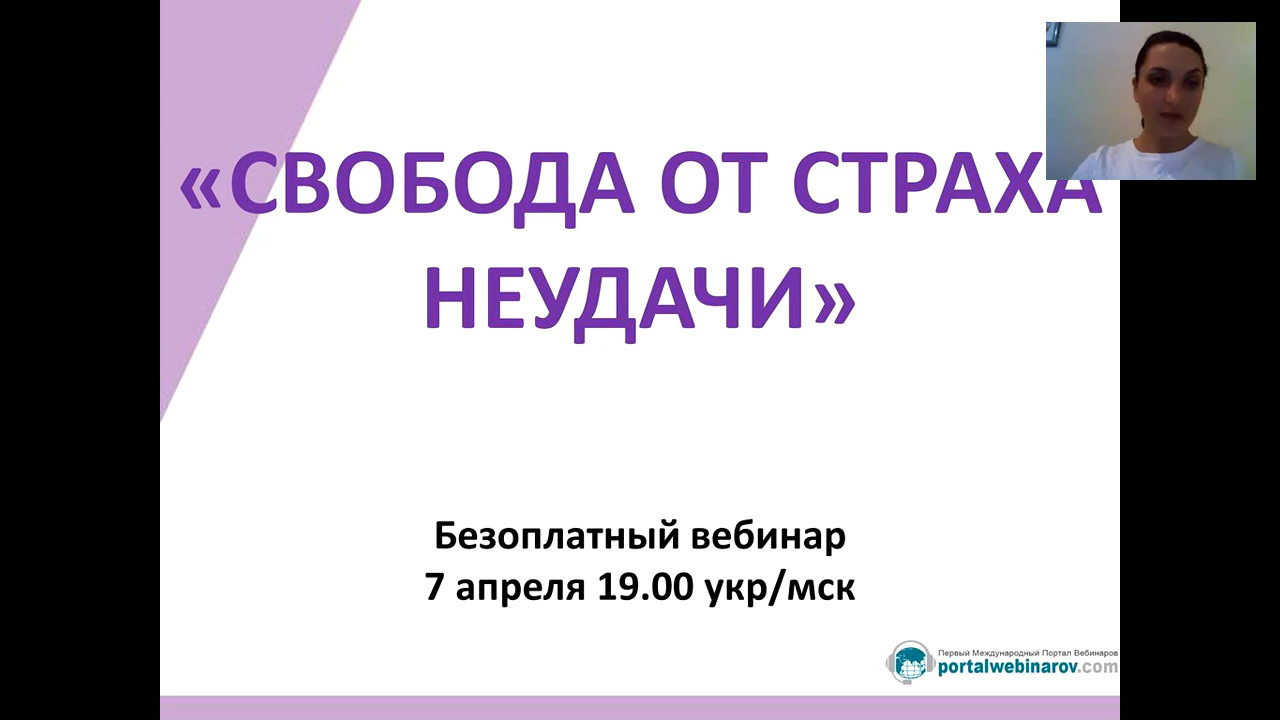 «СВОБОДА ОТ СТРАХА
НЕУДАЧИ»
Безоплатный вебинар
7 апреля 19.00 укр/мск
Первый Международный Портал Вебинаров
portalwebinarov.com